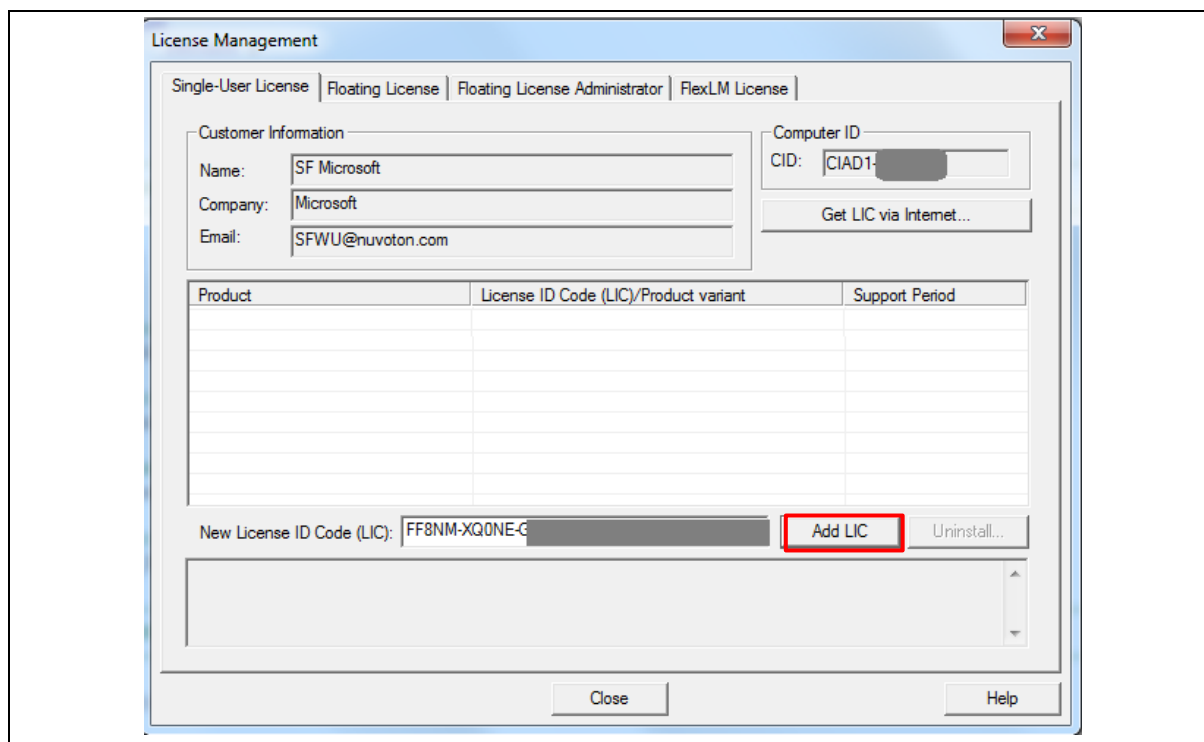 License Management
Single-User License Floating License Floating License Administrator FlexLM License
Customer Information
Name: SF Microsoft
Company: Microsoft
Email: SFWU@nuvoton.com
Computer ID
CID: CIAD1-
Get LIC via Internet...
Product License ID Code (LIC)/Product variant Support Period
New License ID Code (LIC): FF8NM-XQ0NE-G Add LIC Uninstall...
Close Help